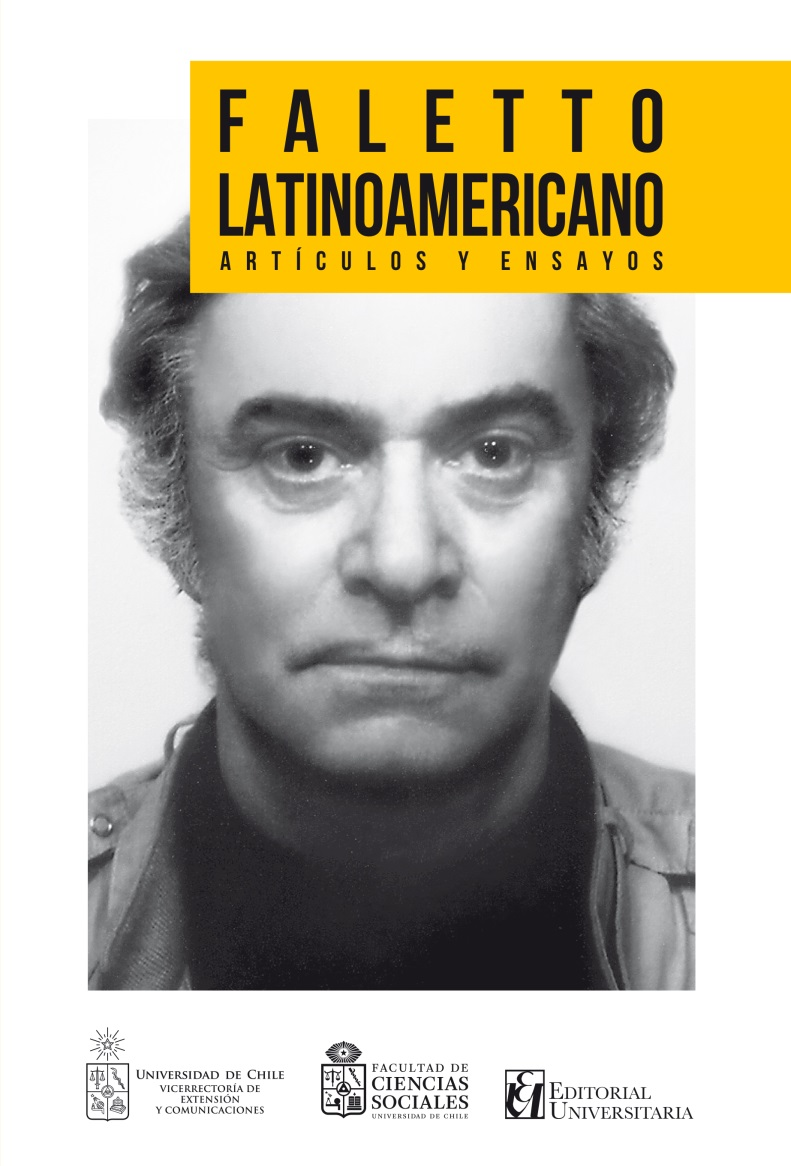 FALETTO
LATINOAMERICANO
ARTÍCULOS Y ENSAYOS
UNIVERSIDAD DE CHILE
VICERRECTORÍA DE
EXTENSIÓN
Y COMUNICACIONES
FACULTAD DE
CIENCIAS
SOCIALES
UNIVERSIDAD DE CHILE
EDITORIAL
UNIVERSITARIA